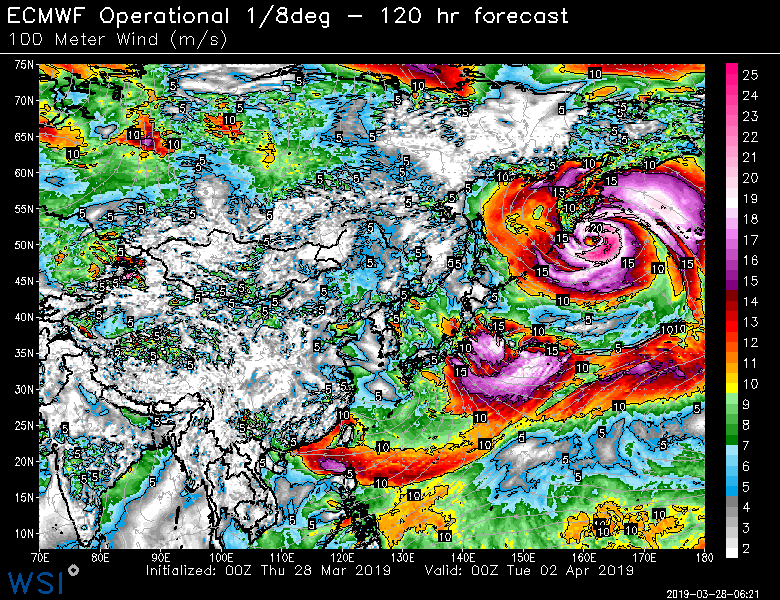 ECMWF Operational 1/8deg – 120 hr forecast
100 Meter Wind (m/s)
75N
70N
65N
60N
55N
50N
45N
40N
35N
30N
25N
20N
15N
10N
70E 80E 90E 100E 110E 120E 130E 140E 150E 160E 170E 180
25
24
23
22
21
20
19
18
17
16
15
14
13
12
11
10
9
8
7
6
5
4
3
2
Initialized: 00Z Thu 28 Mar 2019 Valid: 00Z Tue 02 Apr 2019
WSI
2019-03-28-06:21